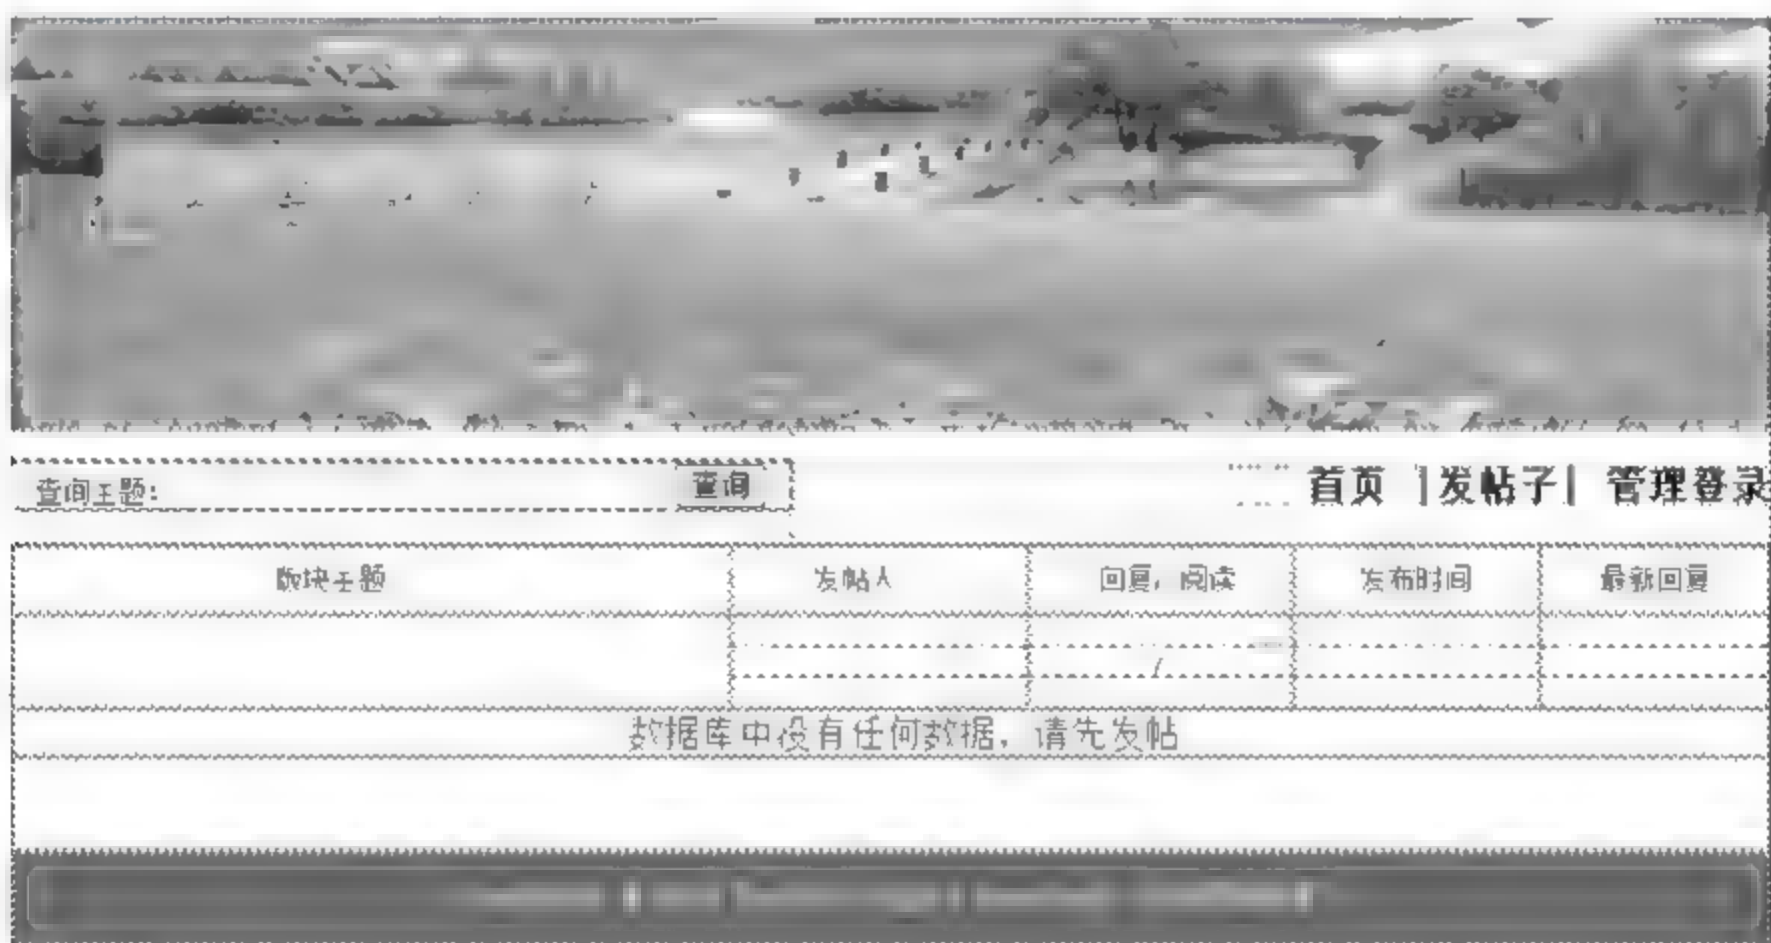 查询主题: 查询 首页 |发帖子| 管理登录
版块主题 发帖人 回复, 阅读 发布时间 最新回复
/
数据库中没有任何数据, 请先发帖